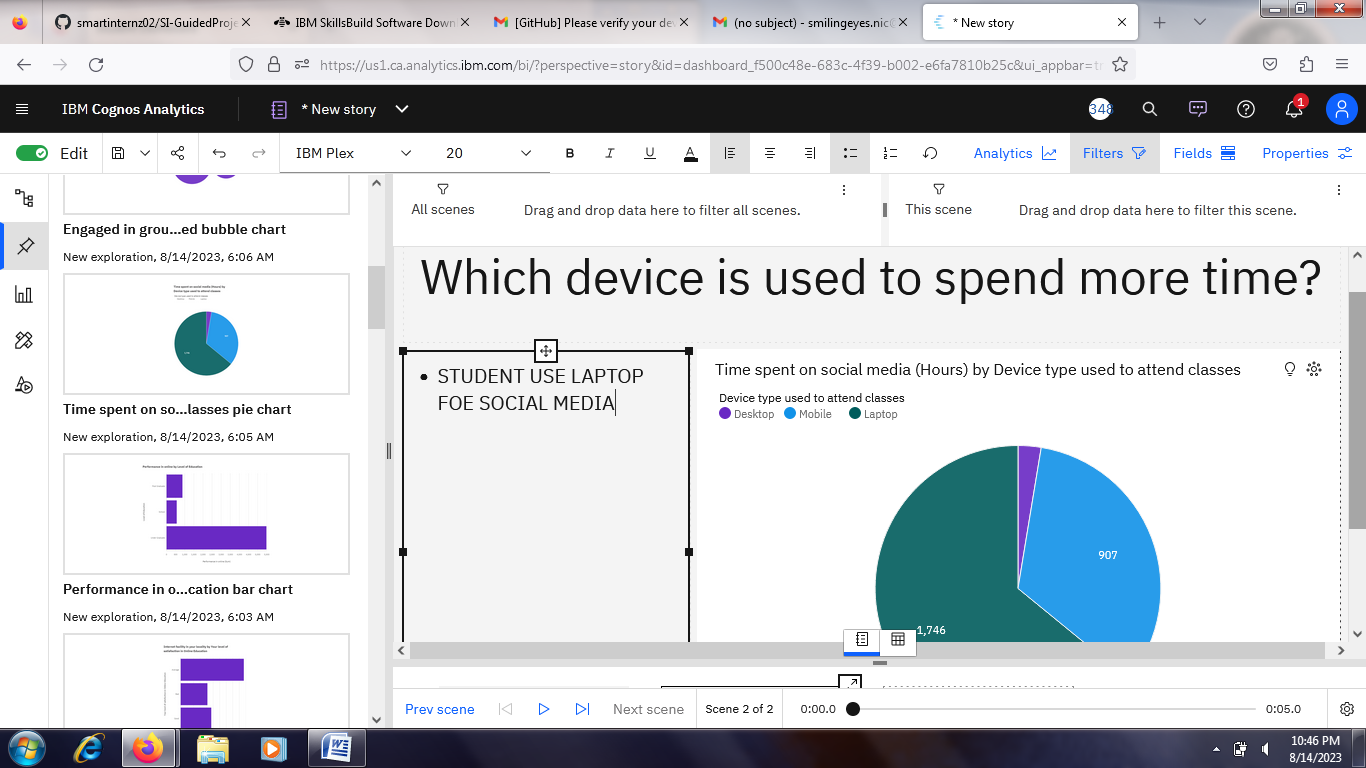 smartinternz02/SI-GuidedProje
IBM SkillsBuild Software Down
[GitHub] Please verify your de
(no subject) - smilingeyes.nic@
* New story
https://us1.ca.analytics.ibm.com/bi/?perspective=story&id=dashboard_f500c48e-683c-4f39-b002-e6fa7810b25c&ui_appbar=tr
IBM Cognos Analytics
* New story
348
1
Edit
IBM Plex
20
B
I
U
A
Analytics
Filters
Fields
Properties
All scenes
Drag and drop data here to filter all scenes.
This scene
Drag and drop data here to filter this scene.
Engaged in grou...ed bubble chart
New exploration, 8/14/2023, 6:06 AM
Time spent on so...lasses pie chart
New exploration, 8/14/2023, 6:05 AM
Performance in o...cation bar chart
New exploration, 8/14/2023, 6:03 AM
Which device is used to spend more time?
• STUDENT USE LAPTOP
FOE SOCIAL MEDIA
Time spent on social media (Hours) by Device type used to attend classes
Device type used to attend classes
Desktop Mobile Laptop
907
1,746
Prev scene
Next scene
Scene 2 of 2
0:00.0
0:05.0
10:46 PM
8/14/2023